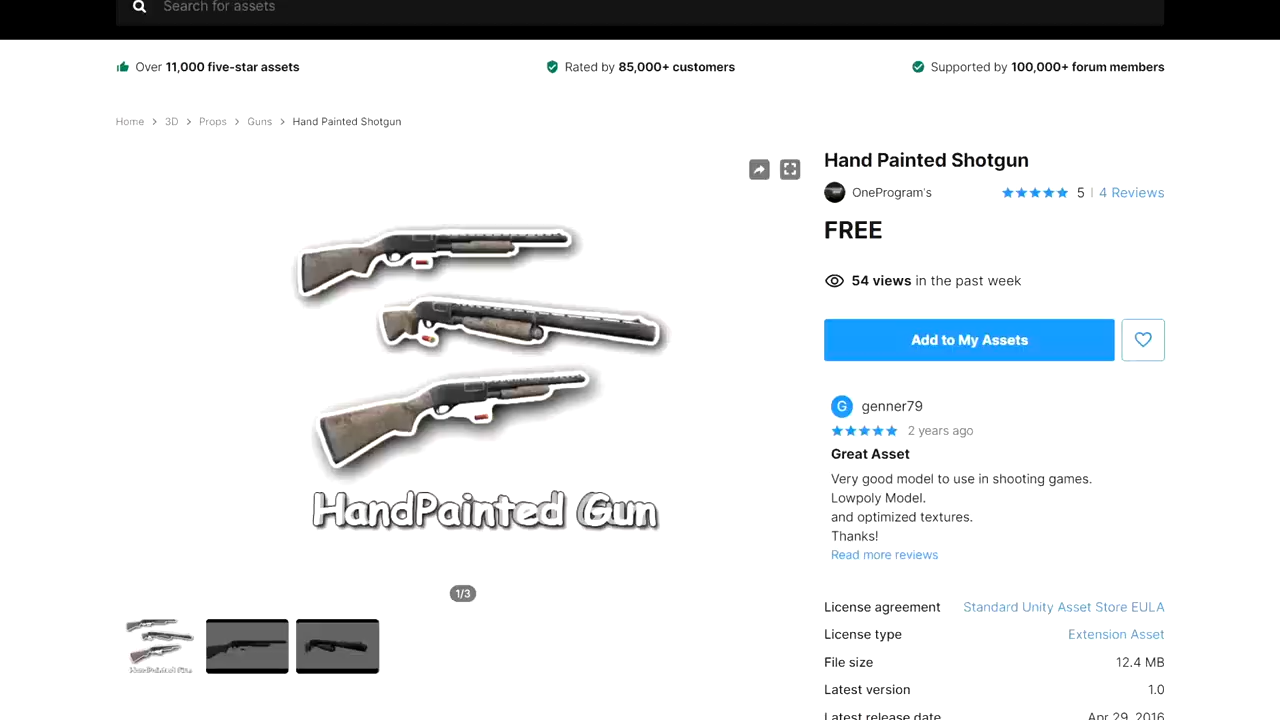 Search for assets
Over 11,000 five-star assets
Rated by 85,000+ customers
Supported by 100,000+ forum members
Home > 3D > Props > Guns > Hand Painted Shotgun
Hand Painted Shotgun
OneProgram's
5 | 4 Reviews
FREE
54 views in the past week
Add to My Assets
G genner79
2 years ago
Great Asset
Very good model to use in shooting games.
Lowpoly Model.
and optimized textures.
Thanks!
Read more reviews
HandPainted Gun
1/3
HandPainted Gun
License agreement Standard Unity Asset Store EULA
License type Extension Asset
File size 12.4 MB
Latest version 1.0
Latest release date Apr 29, 2016